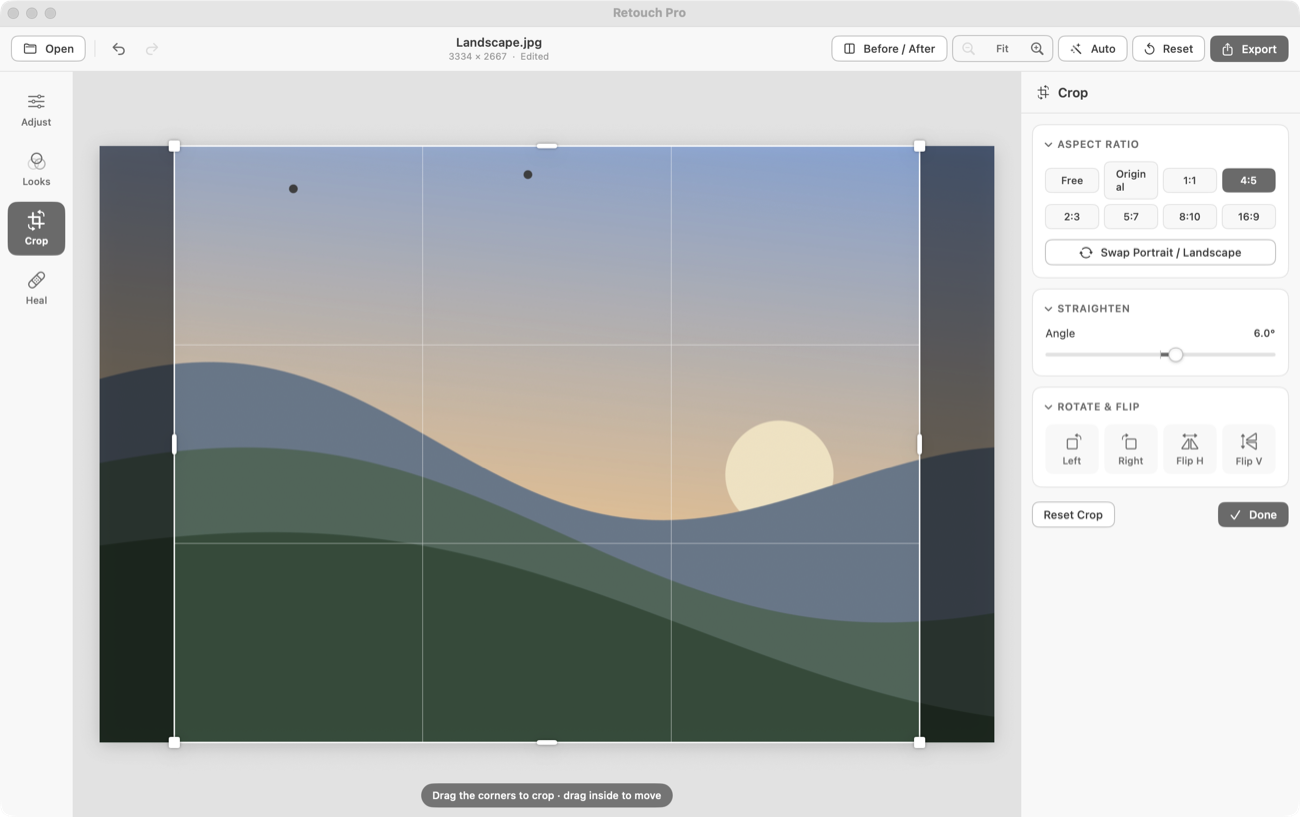 Retouch Pro
Open
Landscape.jpg
3334 × 2667 · Edited
Before / After
Fit
Auto
Reset
Export
Adjust
Looks
Crop
Heal
Crop
ASPECT RATIO
Free
Origin
al
1:1
4:5
2:3
5:7
8:10
16:9
Swap Portrait / Landscape
STRAIGHTEN
Angle
6.0°
ROTATE & FLIP
Left
Right
Flip H
Flip V
Reset Crop
Done
Drag the corners to crop · drag inside to move